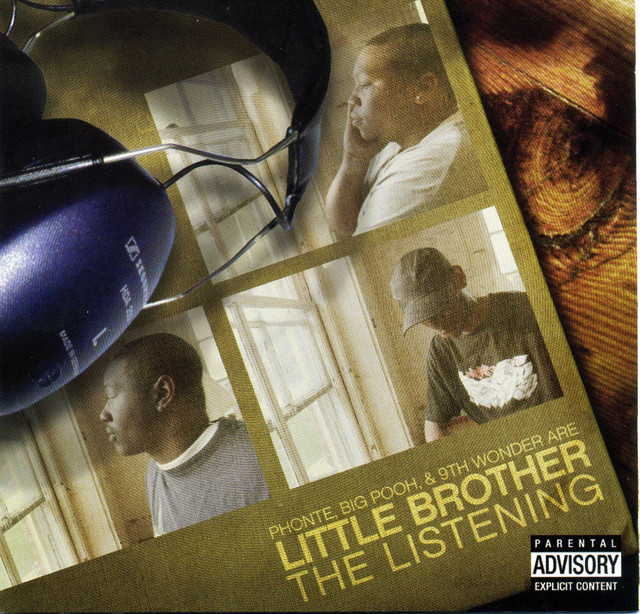 PHONTE, BIG POOH, & 9TH WONDER ARE
LITTLE BROTHER
THE LISTENING
PARENTAL
ADVISORY
EXPLICIT CONTENT
L